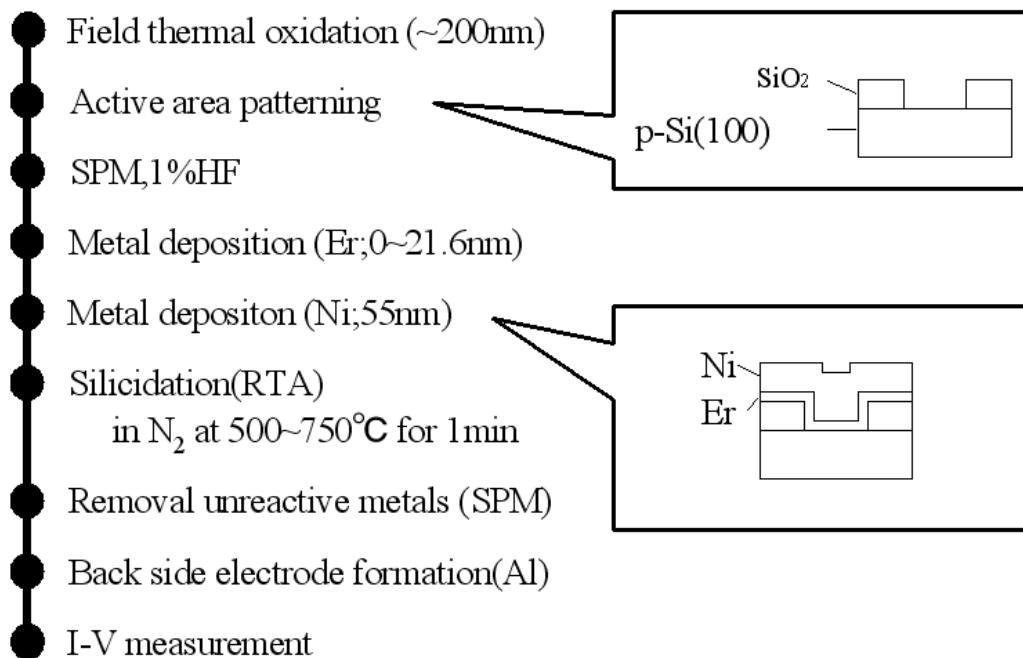 Field thermal oxidation (~200nm)
Active area patterning
SPM,1%HF
Metal deposition (Er;0~21.6nm)
Metal depositon (Ni;55nm)
Silicidation(RTA)
in N2 at 500~750℃ for 1min
Removal unreactive metals (SPM)
Back side electrode formation(Al)
I-V measurement
SiO2
p-Si(100)
Ni
Er